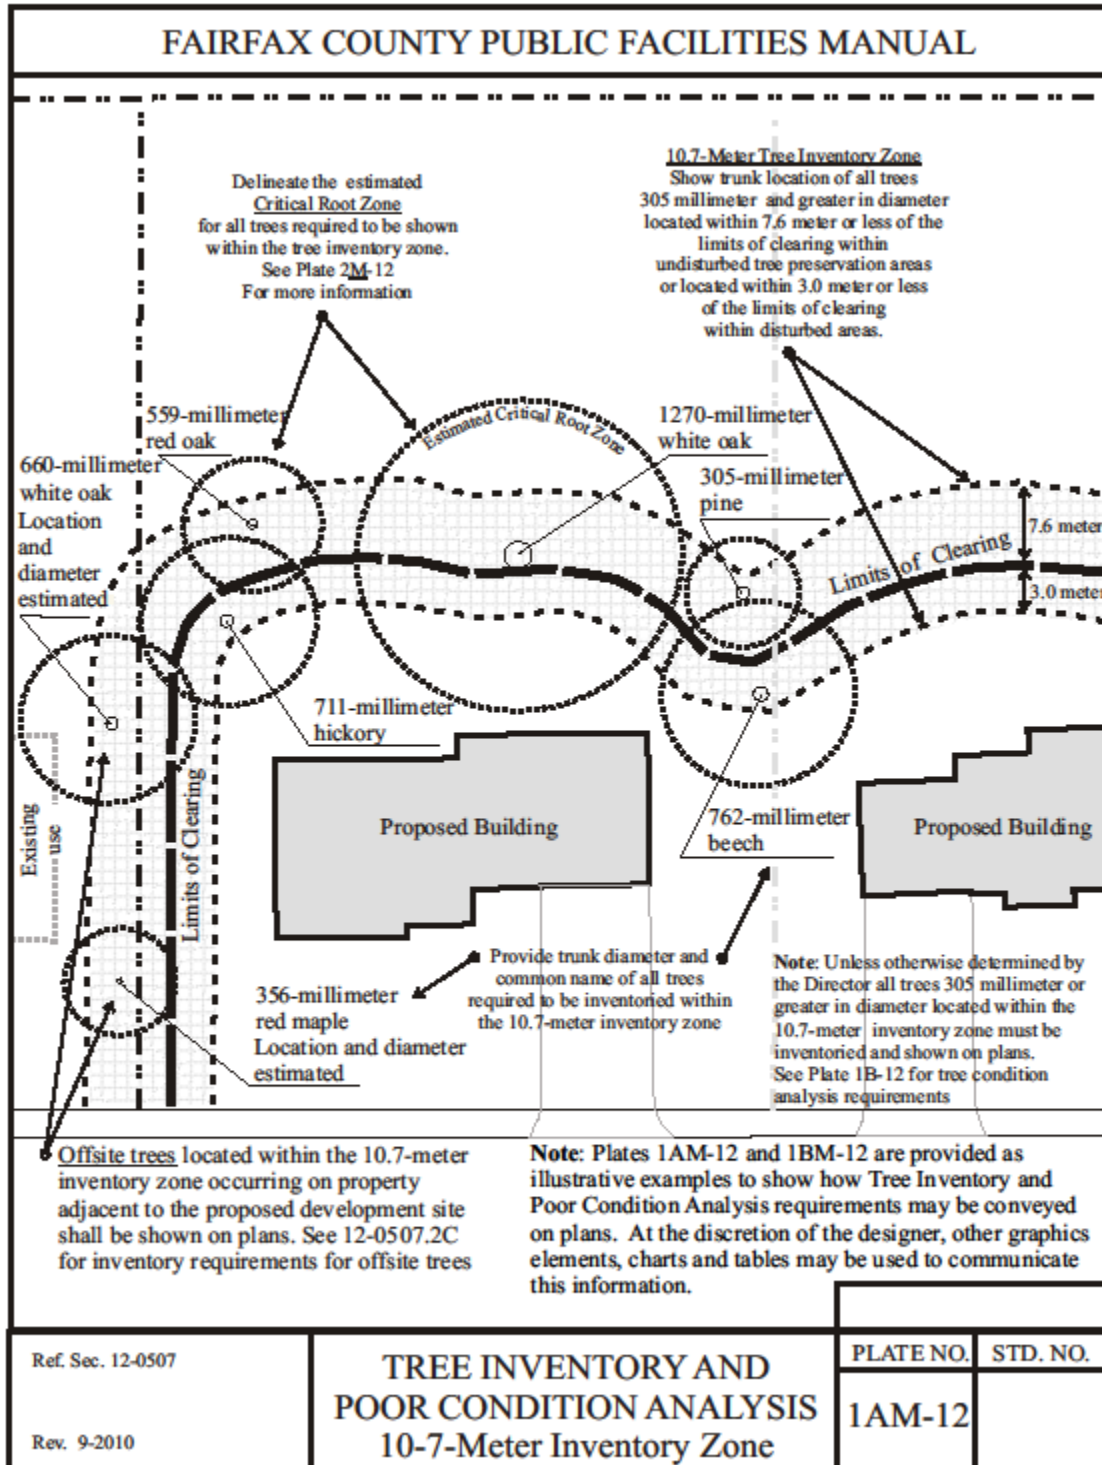 FAIRFAX COUNTY PUBLIC FACILITIES MANUAL
Delineate the estimated
Critical Root Zone
for all trees required to be shown
within the tree inventory zone.
See Plate 2M-12
For more information
10.7-Meter Tree Inventory Zone
Show trunk location of all trees
305 millimeter and greater in diameter
located within 7.6 meter or less of the
limits of clearing within
undisturbed tree preservation areas
or located within 3.0 meter or less
of the limits of clearing
within disturbed areas.
559-millimeter
red oak
Estimated Critical Root Zone
1270-millimeter
white oak
660-millimeter
white oak
Location
and
diameter
estimated
305-millimeter
pine
Limits of Clearing
7.6 meter
3.0 meter
711-millimeter
hickory
Existing
use
Limits of Clearing
Proposed Building
762-millimeter
beech
Proposed Building
356-millimeter
red maple
Location and diameter
estimated
Provide trunk diameter and
common name of all trees
required to be inventoried within
the 10.7-meter inventory zone
Note: Unless otherwise determined by
the Director all trees 305 millimeter or
greater in diameter located within the
10.7-meter inventory zone must be
inventoried and shown on plans.
See Plate 1B-12 for tree condition
analysis requirements
Offsite trees located within the 10.7-meter
inventory zone occurring on property
adjacent to the proposed development site
shall be shown on plans. See 12-0507.2C
for inventory requirements for offsite trees
Note: Plates 1AM-12 and 1BM-12 are provided as
illustrative examples to show how Tree Inventory and
Poor Condition Analysis requirements may be conveyed
on plans. At the discretion of the designer, other graphics
elements, charts and tables may be used to communicate
this information.
Ref. Sec. 12-0507
Rev. 9-2010
TREE INVENTORY AND
POOR CONDITION ANALYSIS
10-7-Meter Inventory Zone
PLATE NO.
STD. NO.
1AM-12